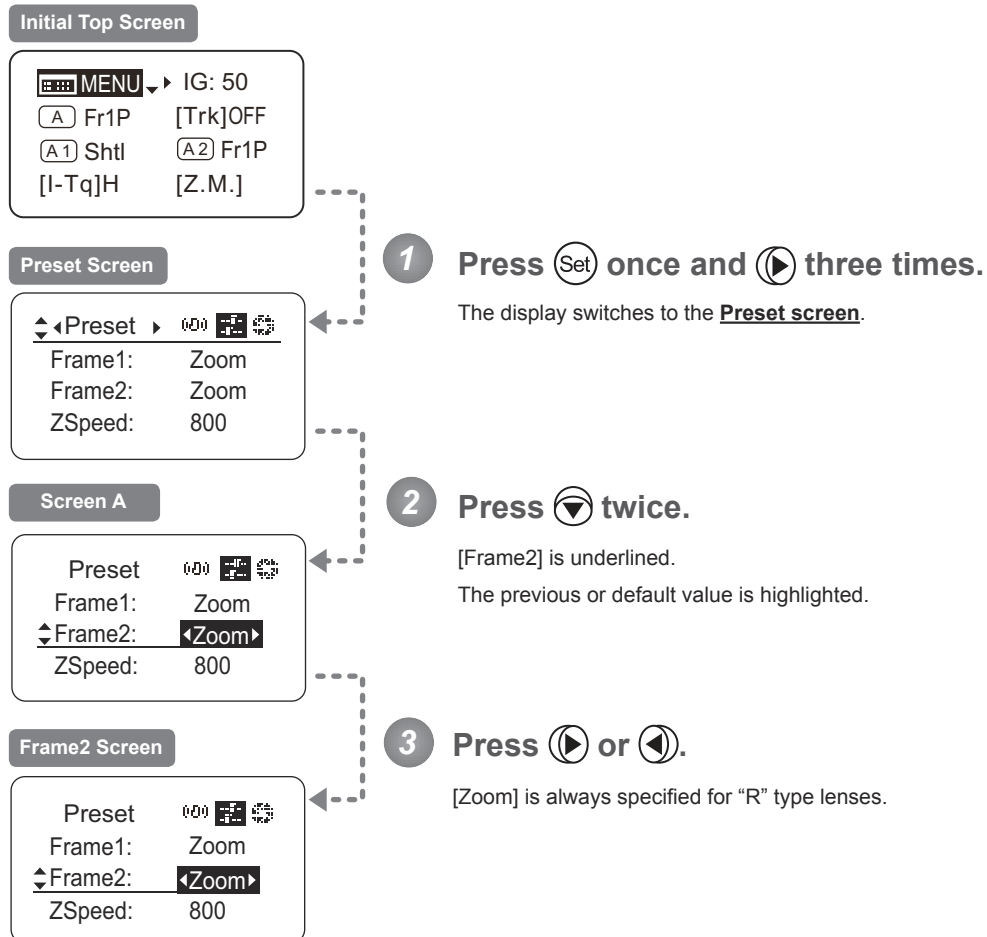 Initial Top Screen
MENU IG: 50
A Fr1P [Trk]OFF
A1 Shtl A2 Fr1P
[I-Tq]H [Z.M.]
1 Press Set once and three times.
The display switches to the Preset screen.
Preset Screen
Preset
Frame1: Zoom
Frame2: Zoom
ZSpeed: 800
2 Press twice.
[Frame2] is underlined.
The previous or default value is highlighted.
Screen A
Preset
Frame1: Zoom
Frame2: Zoom
ZSpeed: 800
3 Press or .
[Zoom] is always specified for “R” type lenses.
Frame2 Screen
Preset
Frame1: Zoom
Frame2: Zoom
ZSpeed: 800